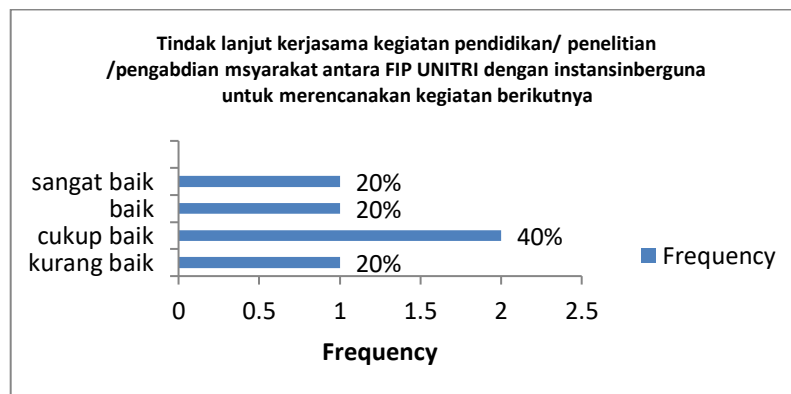 Tindak lanjut kerjasama kegiatan pendidikan/ penelitian
/pengabdian msyarakat antara FIP UNITRI dengan instansinberguna
untuk merencanakan kegiatan berikutnya
sangat baik 20%
baik 20%
cukup baik 40%
kurang baik 20%
Frequency
0 0.5 1 1.5 2 2.5
Frequency